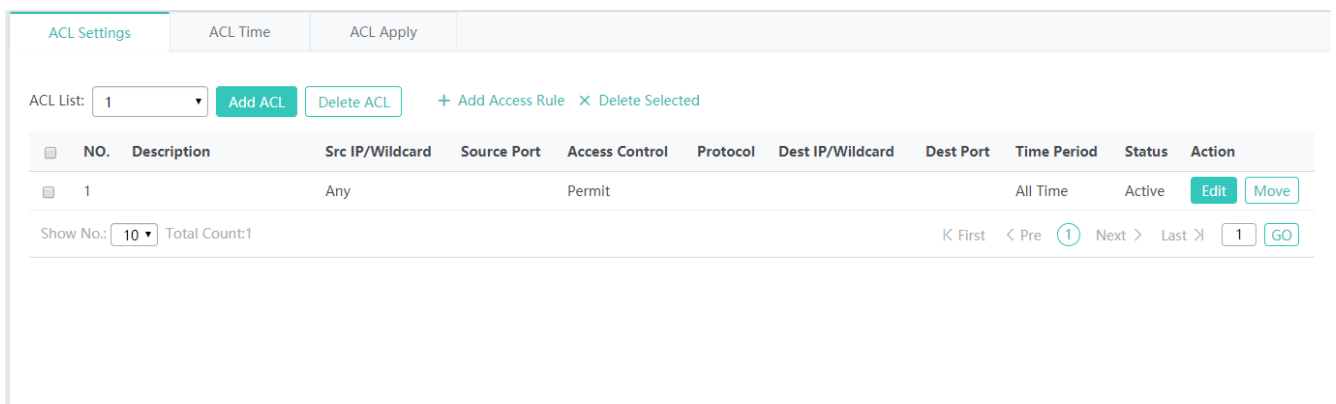 ACL Settings ACL Time ACL Apply
ACL List: 1 Add ACL Delete ACL + Add Access Rule × Delete Selected
NO. Description Src IP/Wildcard Source Port Access Control Protocol Dest IP/Wildcard Dest Port Time Period Status Action
1 Any Permit All Time Active Edit Move
Show No.: 10 Total Count:1 First < Pre 1 Next > Last 1 GO